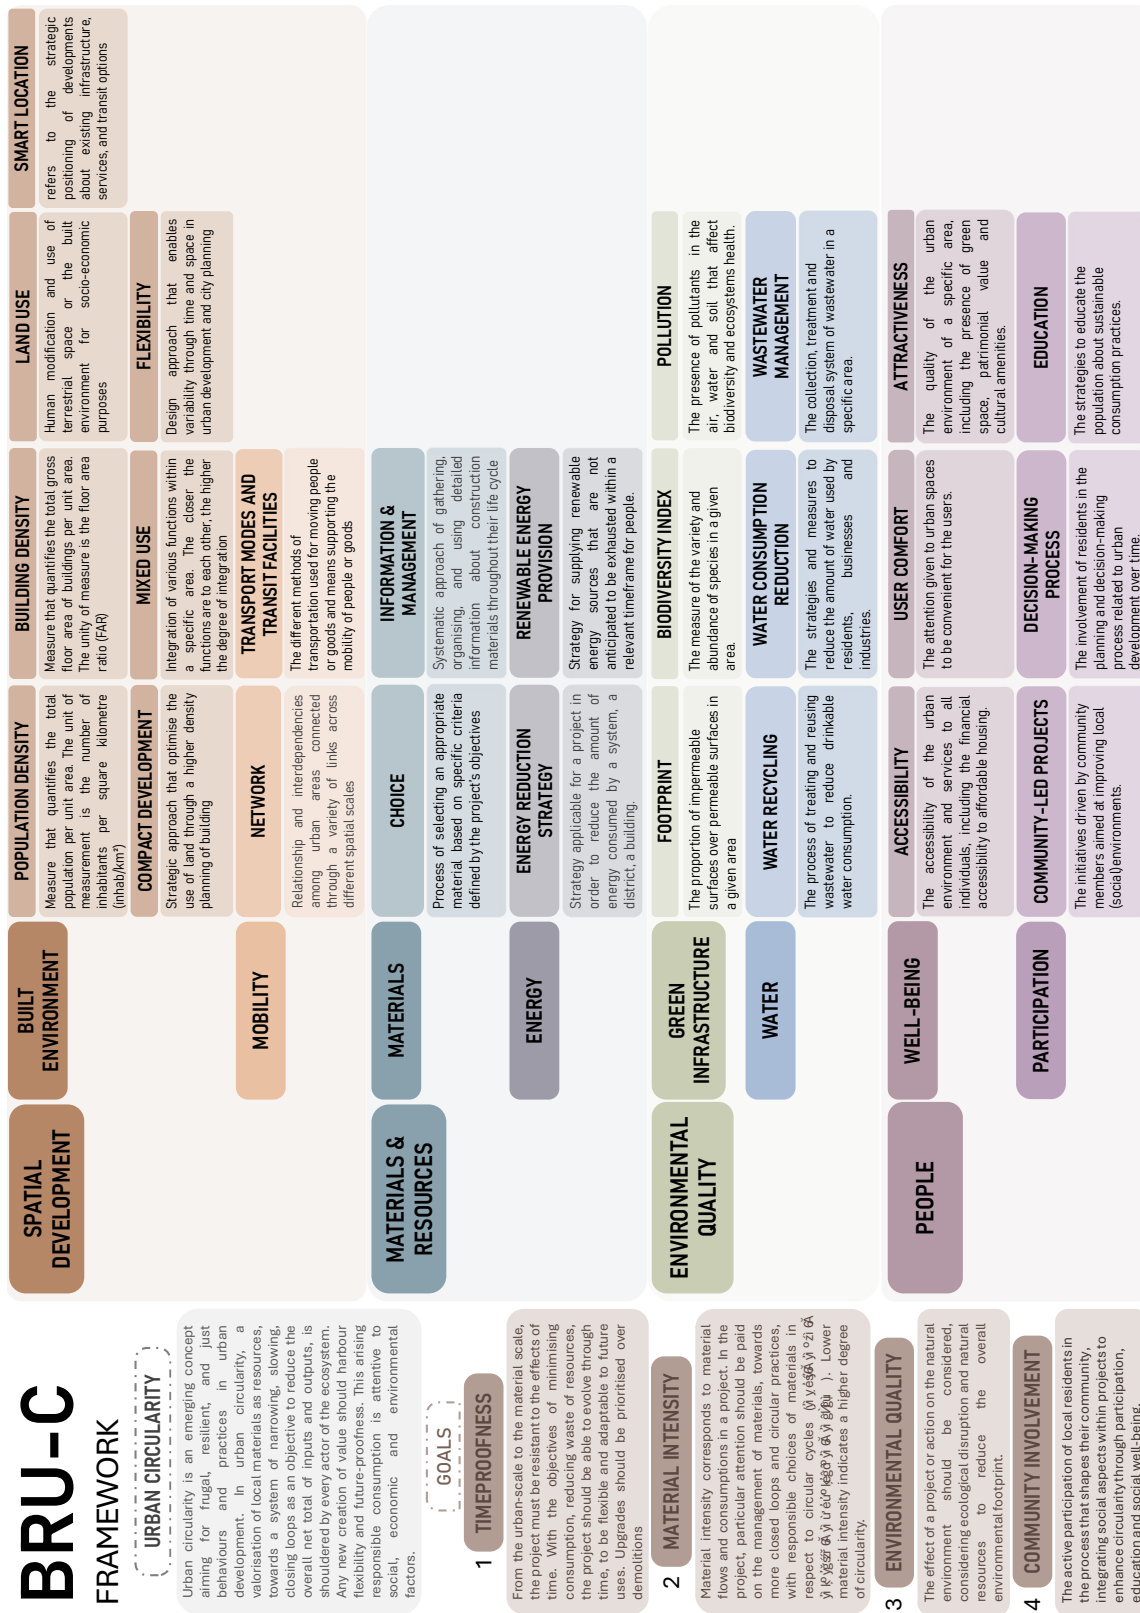 BRU-C
FRAMEWORK
URBAN CIRCULARITY
Urban circularity is an emerging concept
aiming for frugal, resilient, and just
behaviours and practices in urban
development. In urban circularity, a
valorisation of local materials as resources,
towards a system of narrowing, slowing,
closing loops as an objective to reduce the
overall net total of inputs and outputs, is
shouldered by every actor of the ecosystem.
Any new creation of value should harbour
flexibility and future-proofness. This arising
responsible consumption is attentive to
social, economic and environmental
factors.
GOALS
1
TIMEPROOFNESS
From the urban-scale to the material scale,
the project must be resistant to the effects of
time. With the objectives of minimising
consumption, reducing waste of resources,
the project should be able to evolve through
time, to be flexible and adaptable to future
uses. Upgrades should be prioritised over
demolitions
2
MATERIAL INTENSITY
Material intensity corresponds to material
flows and consumptions in a project. In the
project, particular attention should be paid
on the management of materials, towards
more closed loops and circular practices,
with responsible choices of materials in
respect to circular cycles (
). Lower
material intensity indicates a higher degree
of circularity.
3
ENVIRONMENTAL QUALITY
The effect of a project or action on the natural
environment should be considered,
considering ecological disruption and natural
resources to reduce the overall
environmental footprint.
4
COMMUNITY INVOLVEMENT
The active participation of local residents in
the process that shapes their community,
integrating social aspects within projects to
enhance circularity through participation,
education and social well-being.
SPATIAL
DEVELOPMENT
BUILT
ENVIRONMENT
POPULATION DENSITY
Measure that quantifies the total
population per unit area. The unit of
measurement is the number of
inhabitants per square kilometre
(inhab/km²)
BUILDING DENSITY
Measure that quantifies the total gross
floor area of buildings per unit area.
The unity of measure is the floor area
ratio (FAR)
LAND USE
Human modification and use of
terrestrial space or the built
environment for socio-economic
purposes
SMART LOCATION
refers to the strategic
positioning of developments
about existing infrastructure,
services, and transit options
COMPACT DEVELOPMENT
Strategic approach that optimise the
use of land through a higher density
planning of building
MIXED USE
Integration of various functions within
a specific area. The closer the
functions are to each other, the higher
the degree of integration
FLEXIBILITY
Design approach that enables
variability through time and space in
urban development and city planning
MOBILITY
NETWORK
Relationship and interdependencies
among urban areas connected
through a variety of links across
different spatial scales
TRANSPORT MODES AND
TRANSIT FACILITIES
The different methods of
transportation used for moving people
or goods and means supporting the
mobility of people or goods
MATERIALS &
RESOURCES
MATERIALS
CHOICE
Process of selecting an appropriate
material based on specific criteria
defined by the project's objectives
INFORMATION &
MANAGEMENT
Systematic approach of gathering,
organising, and using detailed
information about construction
materials throughout their life cycle
ENERGY
ENERGY REDUCTION
STRATEGY
Strategy applicable for a project in
order to reduce the amount of
energy consumed by a system, a
district, a building.
RENEWABLE ENERGY
PROVISION
Strategy for supplying renewable
energy sources that are not
anticipated to be exhausted within a
relevant timeframe for people.
ENVIRONMENTAL
QUALITY
GREEN
INFRASTRUCTURE
FOOTPRINT
The proportion of impermeable
surfaces over permeable surfaces in
a given area
BIODIVERSITY INDEX
The measure of the variety and
abundance of species in a given
area.
POLLUTION
The presence of pollutants in the
air, water and soil that affect
biodiversity and ecosystems health.
WATER
WATER RECYCLING
The process of treating and reusing
wastewater to reduce drinkable
water consumption.
WATER CONSUMPTION
REDUCTION
The strategies and measures to
reduce the amount of water used by
residents, businesses and
industries.
WASTEWATER
MANAGEMENT
The collection, treatment and
disposal system of wastewater in a
specific area.
PEOPLE
WELL-BEING
ACCESSIBILITY
The accessibility of the urban
environment and services to all
individuals, including the financial
accessibility to affordable housing.
USER COMFORT
The attention given to urban spaces
to be convenient for the users.
ATTRACTIVENESS
The quality of the urban
environment of a specific area,
including the presence of green
space, patrimonial value and
cultural amenities.
PARTICIPATION
COMMUNITY-LED PROJECTS
The initiatives driven by community
members aimed at improving local
(social)environments.
DECISION-MAKING
PROCESS
The involvement of residents in the
planning and decision-making
process related to urban
development over time.
EDUCATION
The strategies to educate the
population about sustainable
consumption practices.